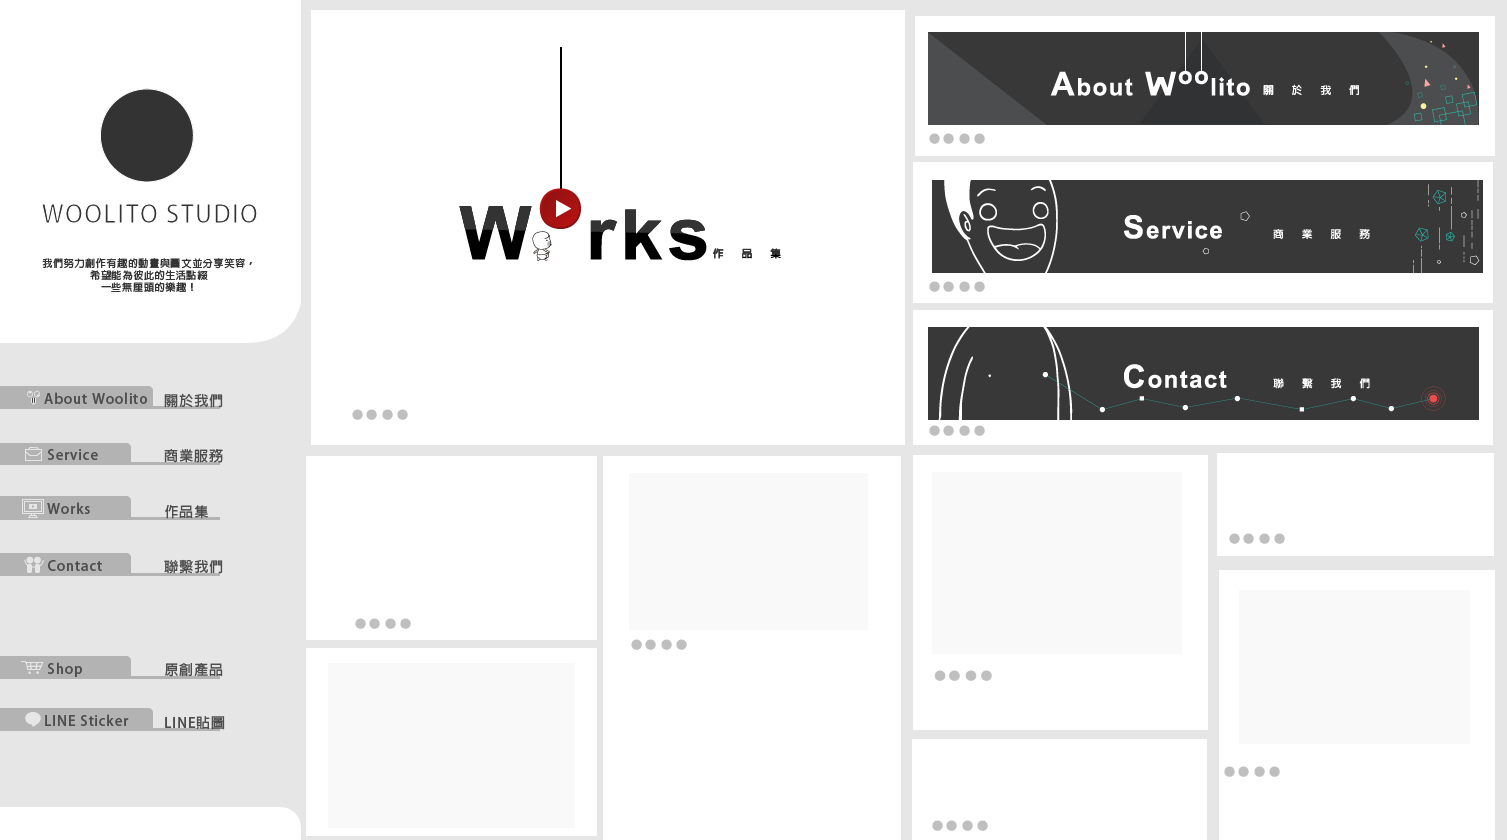 WOOLITO STUDIO
我們努力創作有趣的動畫與圖文並分享笑容，
希望能為彼此的生活點綴
一些無厘頭的樂趣！
About Woolito 關於我們
Service 商業服務
Works 作品集
Contact 聯繫我們
Shop 原創產品
LINE Sticker LINE貼圖
Works 作品集
About Woolito 關於我們
Service 商業服務
Contact 聯繫我們